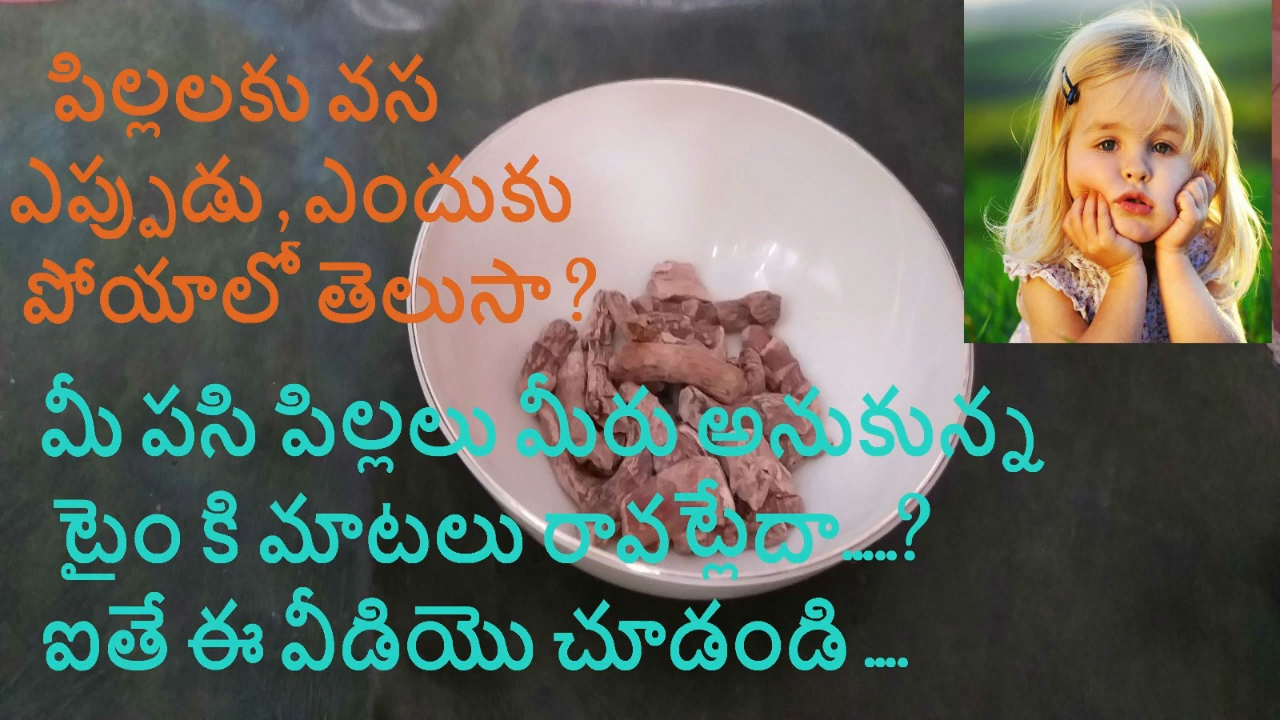 పిల్లలకు వస
ఎప్పుడు , ఎందుకు
పోయాలో తెలుసా ?
మీ పసి పిల్లలు మీరు అనుకున్న
టైం కి మాటలు రావట్లేదా.....?
ఐతే ఈ వీడియొ చూడండి ....